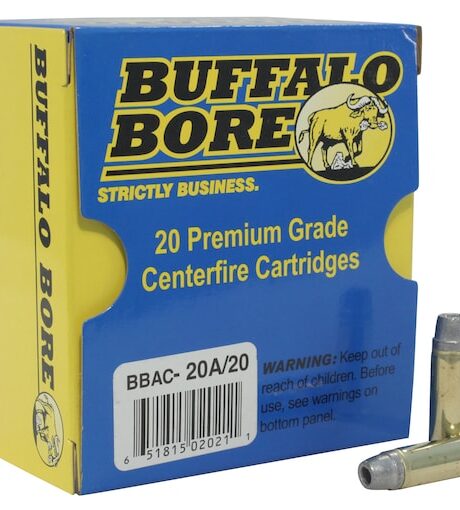 BUFFALO
BORE
STRICTLY BUSINESS.
20 Premium Grade
Centerfire Cartridges
BBAC- 20A/20
6 51815 02021 1
WARNING: Keep out of
reach of children. Before
use, see warnings on
bottom panel.
BUFFALO BORE